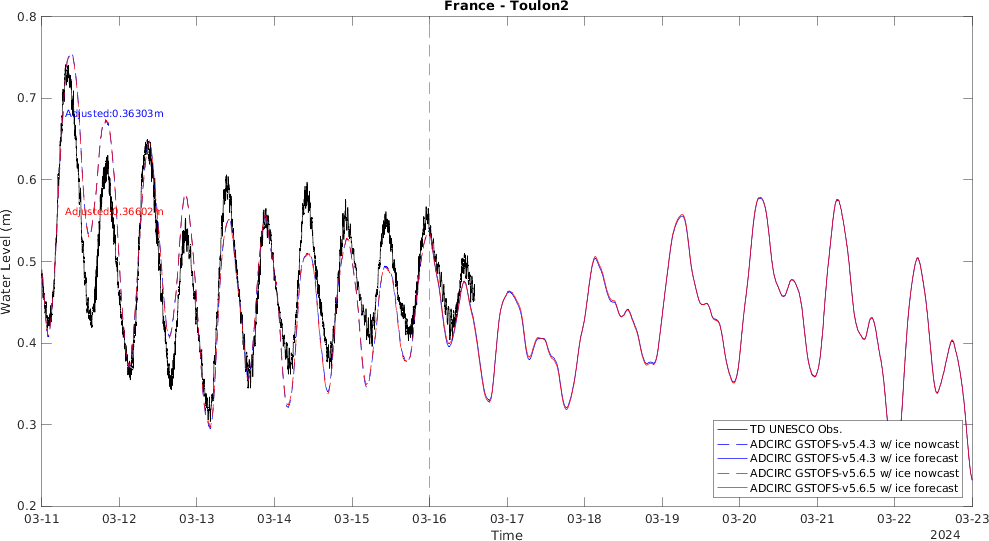 France - Toulon2
0.8
0.7
0.6
0.5
0.4
0.3
0.2
Water Level (m)
Adjusted:0.36303m
Adjusted:0.36602m
TD UNESCO Obs.
ADCIRC GSTOFS-v5.4.3 w/ ice nowcast
ADCIRC GSTOFS-v5.4.3 w/ ice forecast
ADCIRC GSTOFS-v5.6.5 w/ ice nowcast
ADCIRC GSTOFS-v5.6.5 w/ ice forecast
03-11 03-12 03-13 03-14 03-15 03-16 03-17 03-18 03-19 03-20 03-21 03-22 03-23
Time
2024